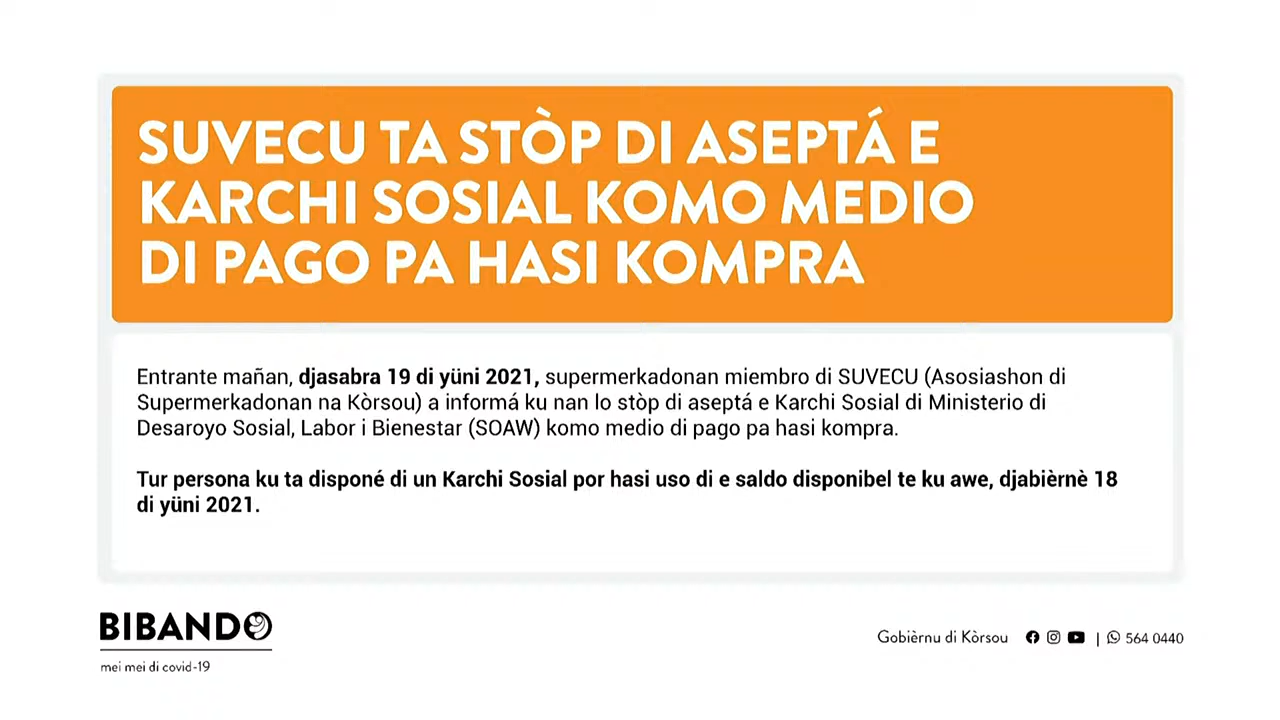 SUVECU TA STÒP DI ASEPTÁ E
KARCHI SOSIAL KOMO MEDIO
DI PAGO PA HASI KOMPRA
Entrante mañan, djasabra 19 di yüni 2021, supermerkadonan miembro di SUVECU (Asosiashon di
Supermerkadonan na Kòrsou) a informá ku nan lo stòp di aseptá e Karchi Sosial di Ministerio di
Desaroyo Sosial, Labor i Bienestar (SOAW) komo medio di pago pa hasi kompra.
Tur persona ku ta disponé di un Karchi Sosial por hasi uso di e saldo disponibel te ku awe, djabièrnè 18
di yüni 2021.
BIBANDO
mei mei di covid-19
Gobièrnu di Kòrsou | 564 0440